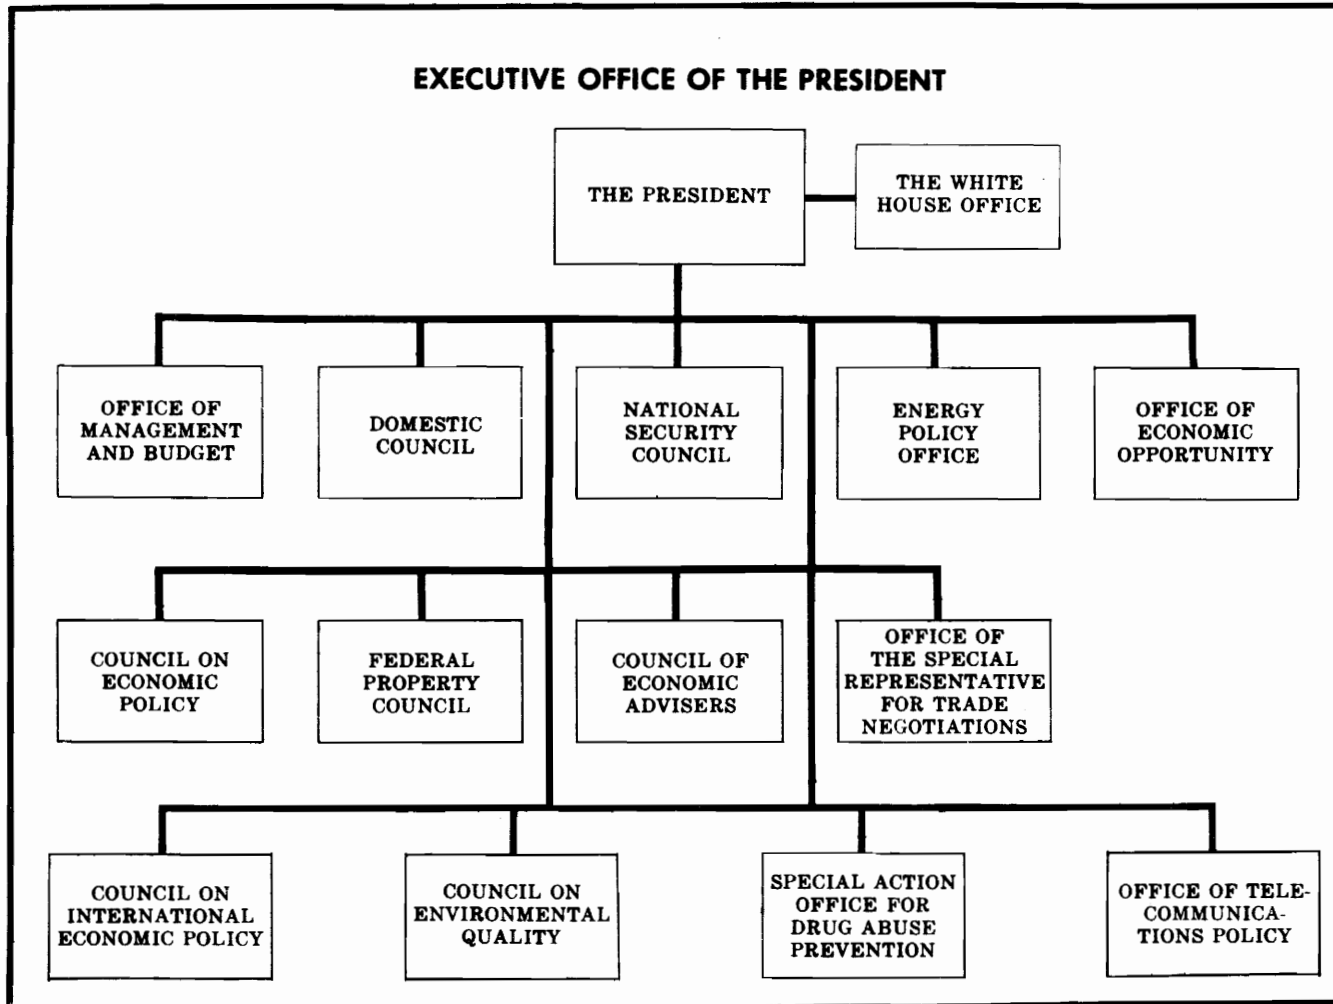 EXECUTIVE OFFICE OF THE PRESIDENT
THE PRESIDENT
THE WHITE
HOUSE OFFICE
OFFICE OF
MANAGEMENT
AND BUDGET
DOMESTIC
COUNCIL
NATIONAL
SECURITY
COUNCIL
ENERGY
POLICY
OFFICE
OFFICE OF
ECONOMIC
OPPORTUNITY
COUNCIL ON
ECONOMIC
POLICY
FEDERAL
PROPERTY
COUNCIL
COUNCIL OF
ECONOMIC
ADVISERS
OFFICE OF
THE SPECIAL
REPRESENTATIVE
FOR TRADE
NEGOTIATIONS
COUNCIL ON
INTERNATIONAL
ECONOMIC POLICY
COUNCIL ON
ENVIRONMENTAL
QUALITY
SPECIAL ACTION
OFFICE FOR
DRUG ABUSE
PREVENTION
OFFICE OF TELE-
COMMUNICA-
TIONS POLICY